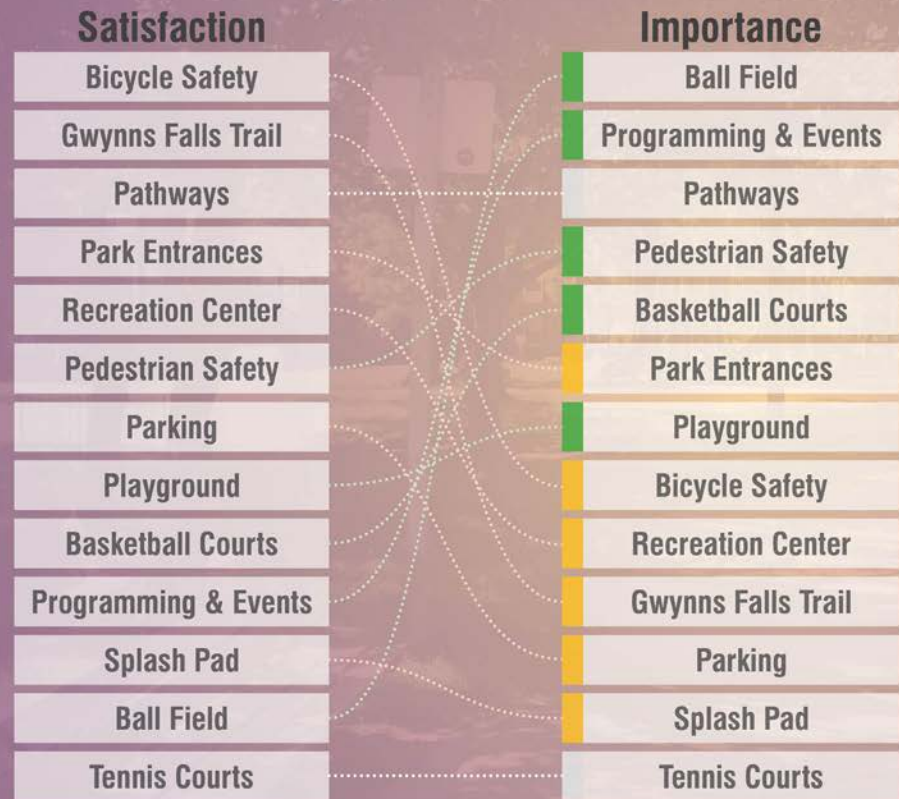 Satisfaction
Bicycle Safety
Gwynns Falls Trail
Pathways
Park Entrances
Recreation Center
Pedestrian Safety
Parking
Playground
Basketball Courts
Programming & Events
Splash Pad
Ball Field
Tennis Courts
Importance
Ball Field
Programming & Events
Pathways
Pedestrian Safety
Basketball Courts
Park Entrances
Playground
Bicycle Safety
Recreation Center
Gwynns Falls Trail
Parking
Splash Pad
Tennis Courts